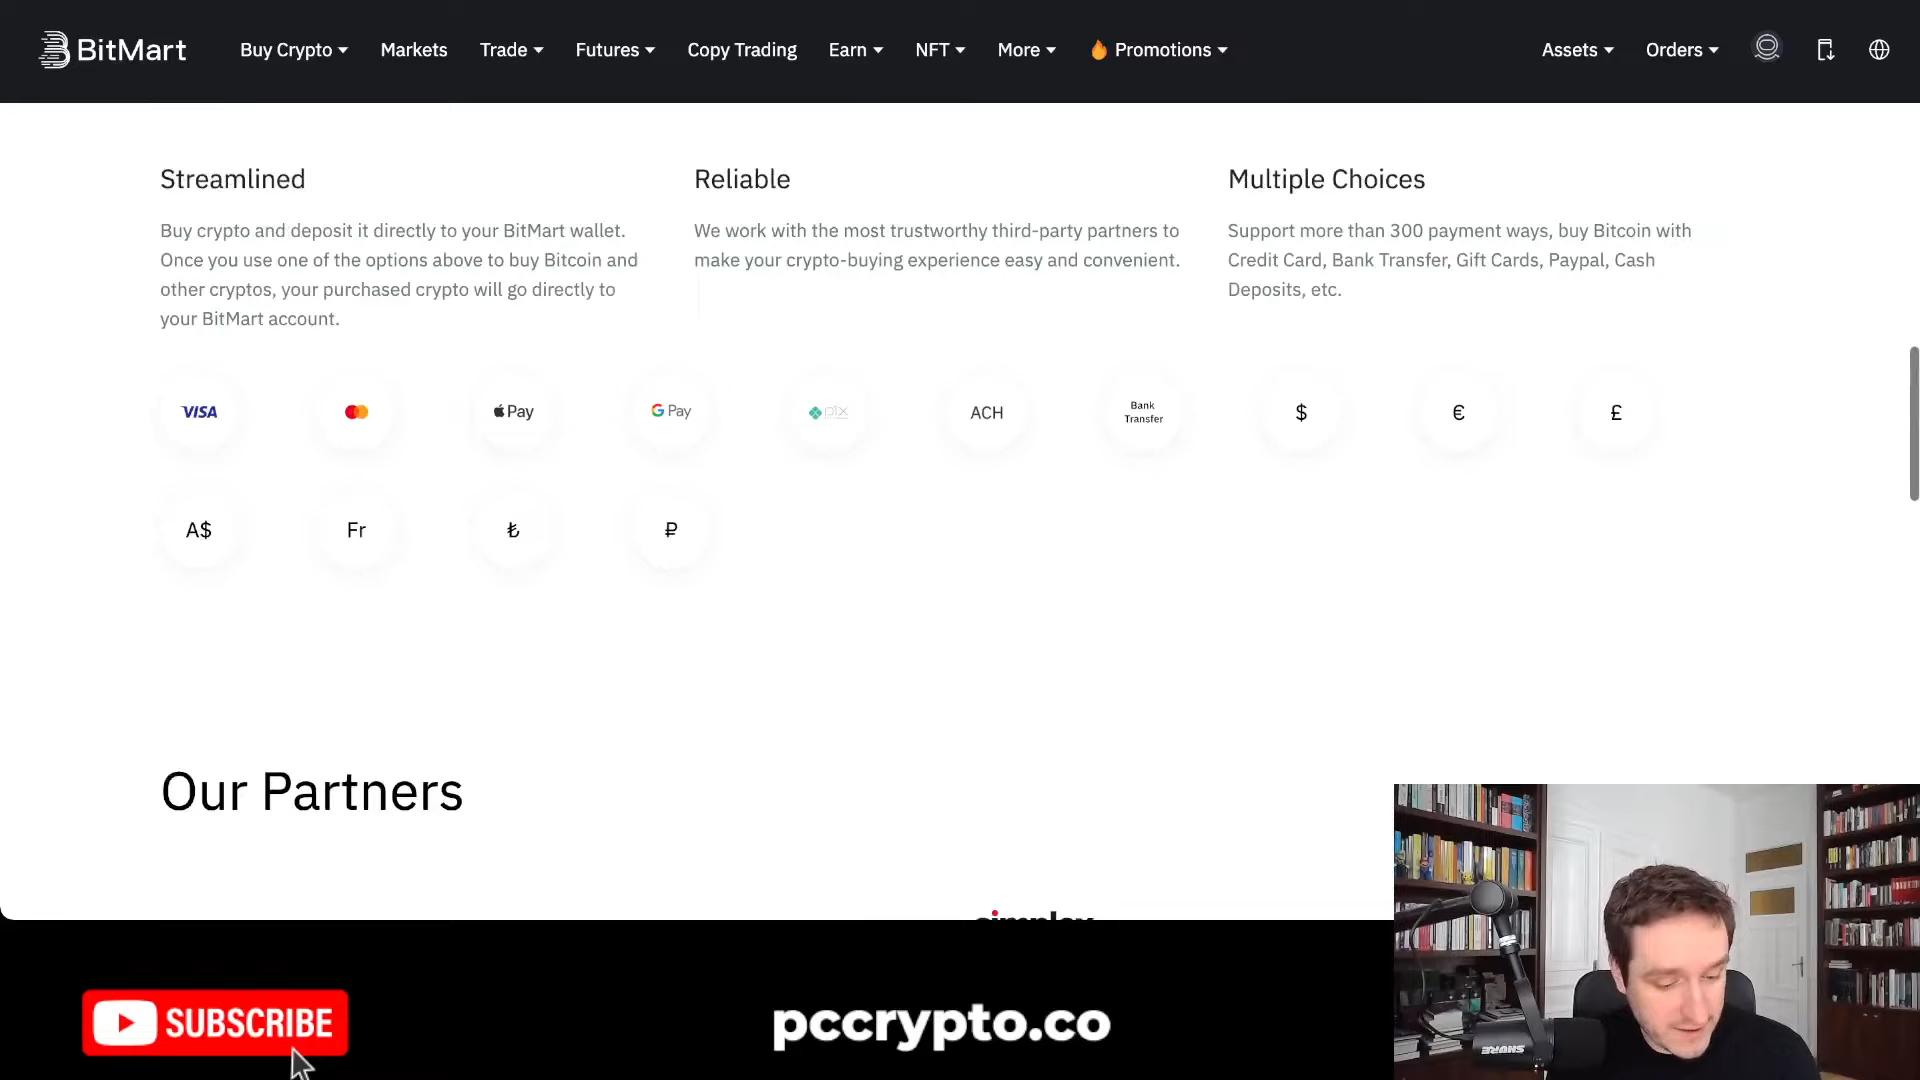 BitMart
Buy Crypto Markets Trade Futures Copy Trading Earn NFT More Promotions Assets Orders
Streamlined
Buy crypto and deposit it directly to your BitMart wallet.
Once you use one of the options above to buy Bitcoin and
other cryptos, your purchased crypto will go directly to
your BitMart account.
Reliable
We work with the most trustworthy third-party partners to
make your crypto-buying experience easy and convenient.
Multiple Choices
Support more than 300 payment ways, buy Bitcoin with
Credit Card, Bank Transfer, Gift Cards, Paypal, Cash
Deposits, etc.
VISA
Pay
G Pay
pix
ACH
Bank
Transfer
$
€
£
A$
Fr
₺
₽
Our Partners
SUBSCRIBE
pccrypto.co
SHURE